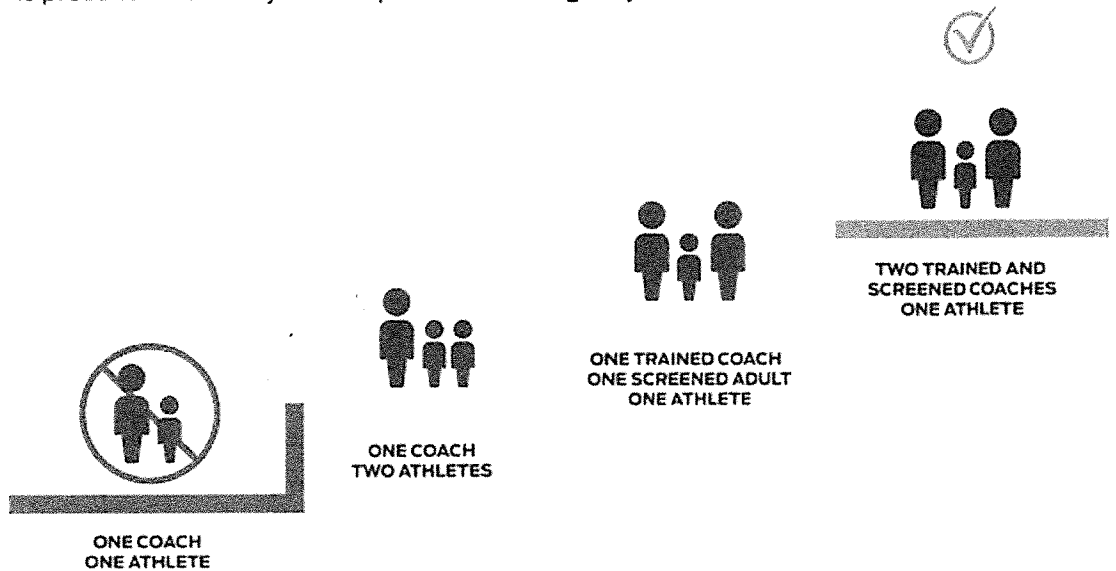 ONE COACH
ONE ATHLETE
ONE COACH
TWO ATHLETES
ONE TRAINED COACH
ONE SCREENED ADULT
ONE ATHLETE
TWO TRAINED AND
SCREENED COACHES
ONE ATHLETE